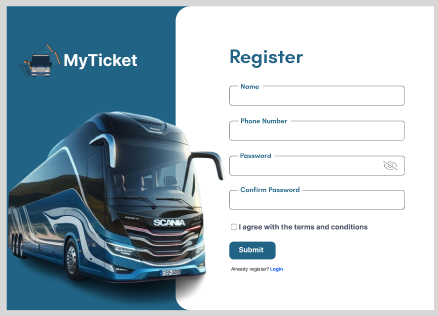 MyTicket
Register
Name
Phone Number
Password
Confirm Password
I agree with the terms and conditions
Submit
Already register? Login
SCANIA